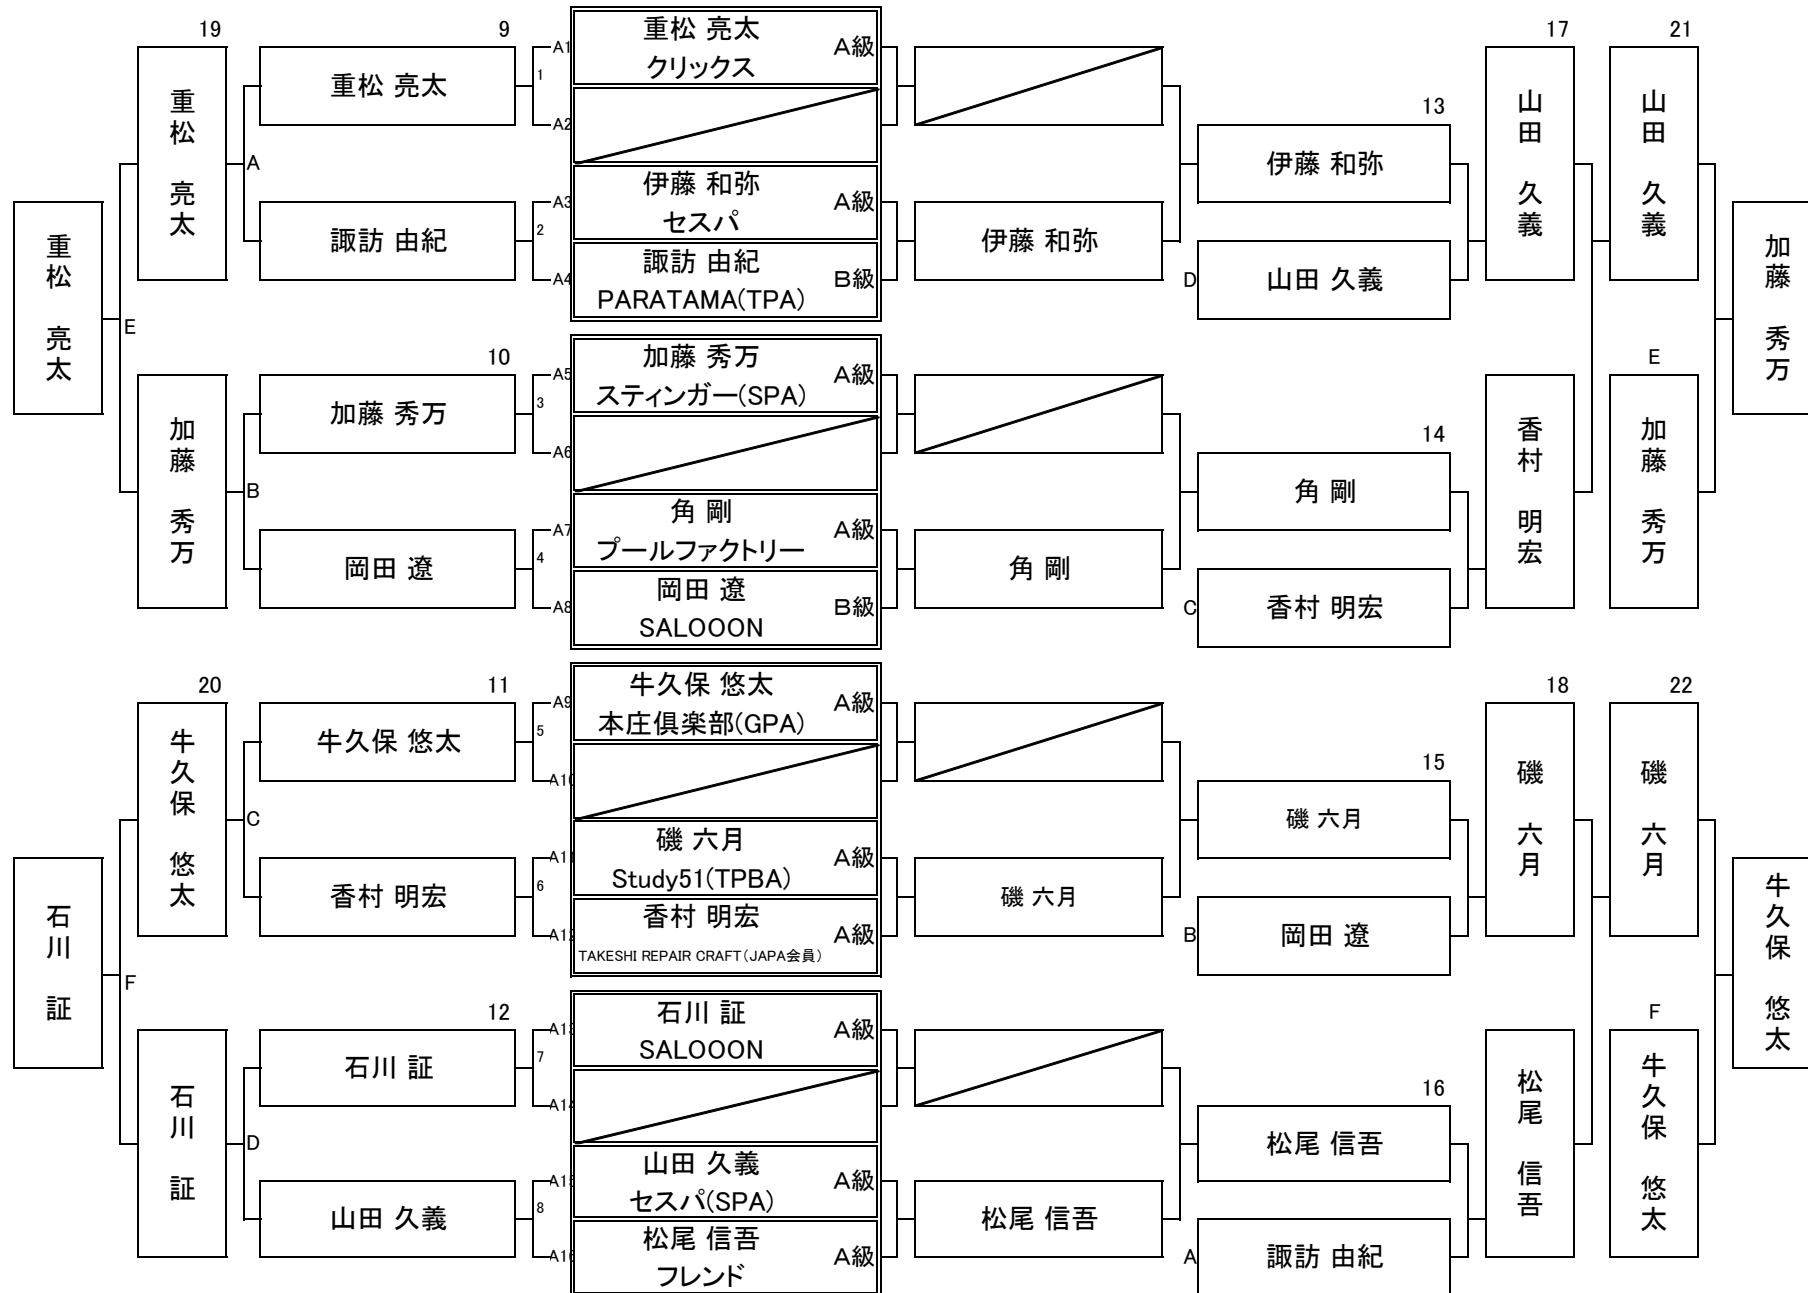 19
9
重松 亮太
クリックス
A級
17
21
A1
1
A2
重松 亮太
重松 亮太
A
13
山田 久義
山田 久義
伊藤 和弥
セスパ
A級
伊藤 和弥
A3
2
A4
諏訪 由紀
伊藤 和弥
諏訪 由紀
PARATAMA(TPA)
B級
D
山田 久義
重松 亮太
E
加藤 秀万
10
加藤 秀万
スティンガー(SPA)
A級
E
A5
3
A6
加藤 秀万
加藤 秀万
B
14
香村 明宏
加藤 秀万
角 剛
プールファクトリー
A級
角 剛
A7
4
A8
岡田 遼
角 剛
岡田 遼
SALOOON
B級
C
香村 明宏
20
11
牛久保 悠太
本庄倶楽部(GPA)
A級
18
22
A9
5
A10
牛久保 悠太
牛久保 悠太
C
15
磯 六月
磯 六月
磯 六月
Study51(TPBA)
A級
磯 六月
A11
6
A12
香村 明宏
磯 六月
香村 明宏
TAKESHI REPAIR CRAFT(JAPA会員)
A級
B
岡田 遼
石川 証
F
牛久保 悠太
12
石川 証
SALOOON
A級
F
A13
7
A14
石川 証
石川 証
D
16
松尾 信吾
牛久保 悠太
山田 久義
セスパ(SPA)
A級
松尾 信吾
A15
8
A16
山田 久義
松尾 信吾
松尾 信吾
フレンド
A級
A
諏訪 由紀